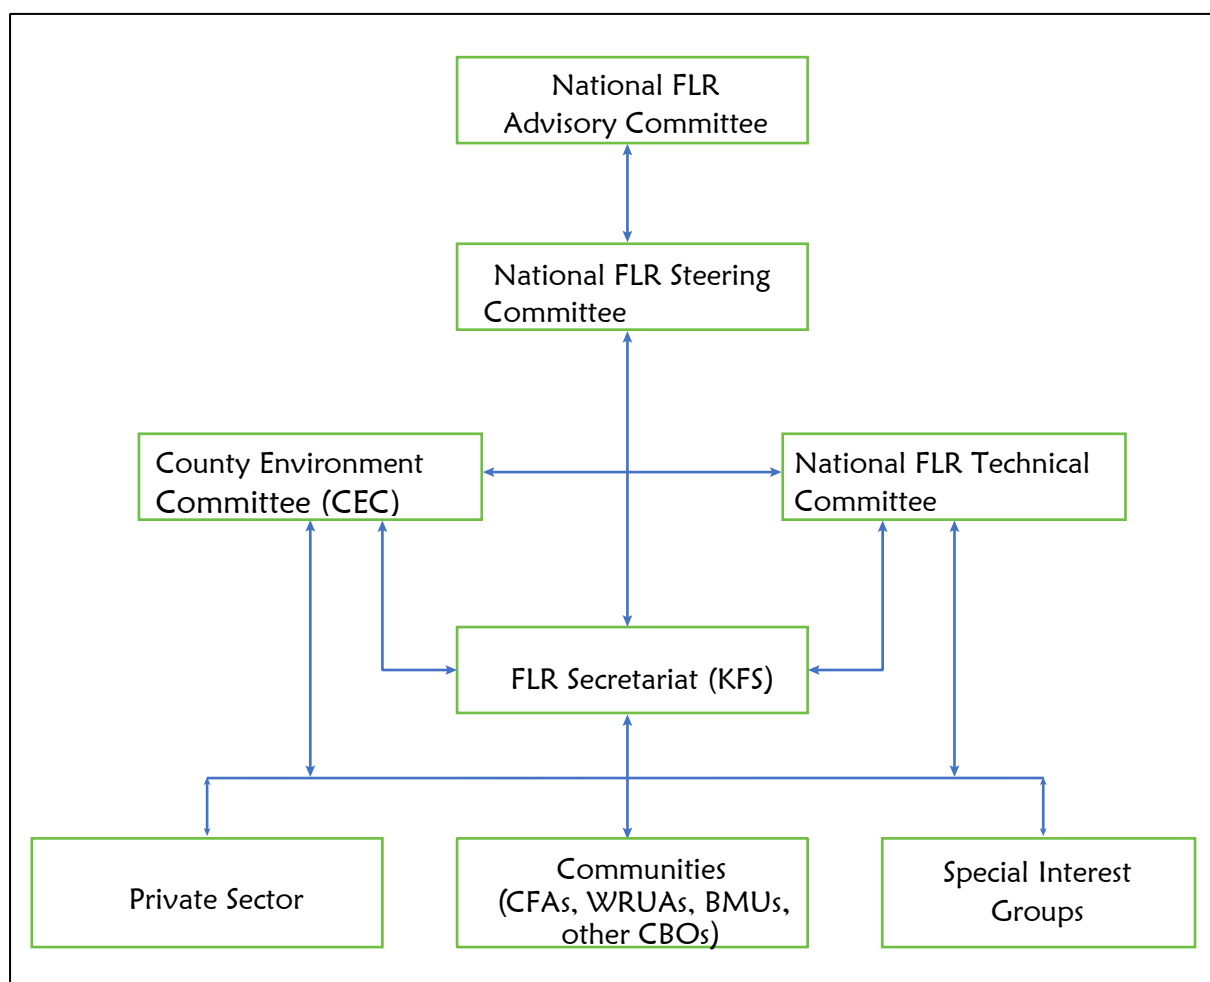 National FLR
Advisory Committee
National FLR Steering
Committee
County Environment
Committee (CEC)
National FLR Technical
Committee
FLR Secretariat (KFS)
Private Sector
Communities
(CFAs, WRUAs, BMUs,
other CBOs)
Special Interest
Groups